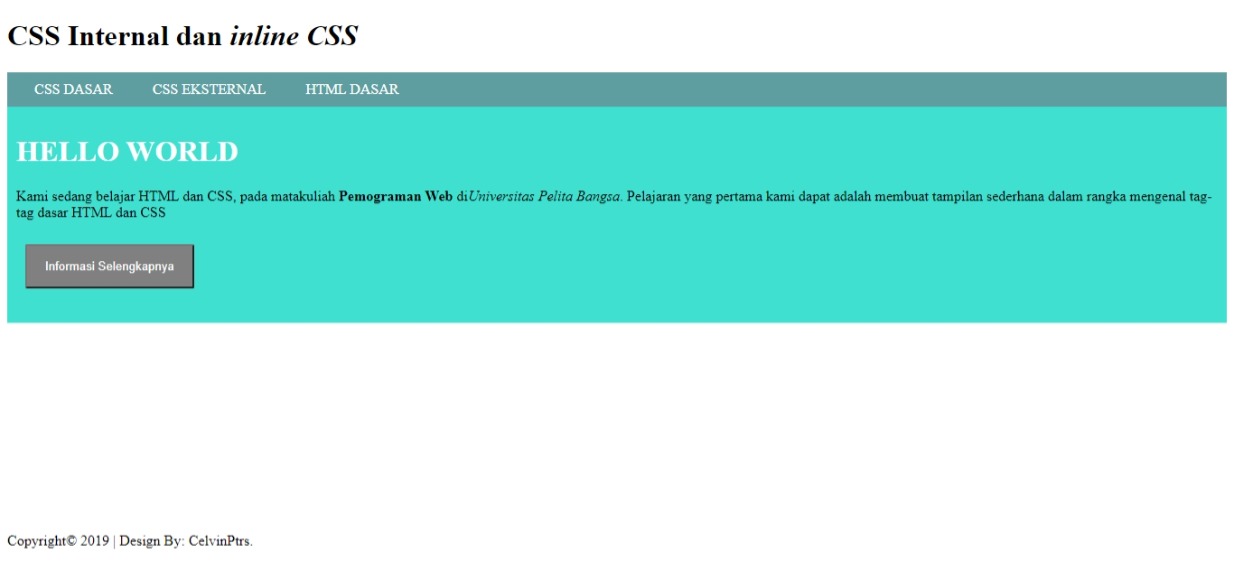 CSS Internal dan inline CSS
CSS DASAR CSS EKSTERNAL HTML DASAR
HELLO WORLD
Kami sedang belajar HTML dan CSS, pada matakuliah Pemograman Web diUniversitas Pelita Bangsa. Pelajaran yang pertama kami dapat adalah membuat tampilan sederhana dalam rangka mengenal tag-
tag dasar HTML dan CSS
Informasi Selengkapnya
Copyright© 2019 | Design By: CelvinPtrs.